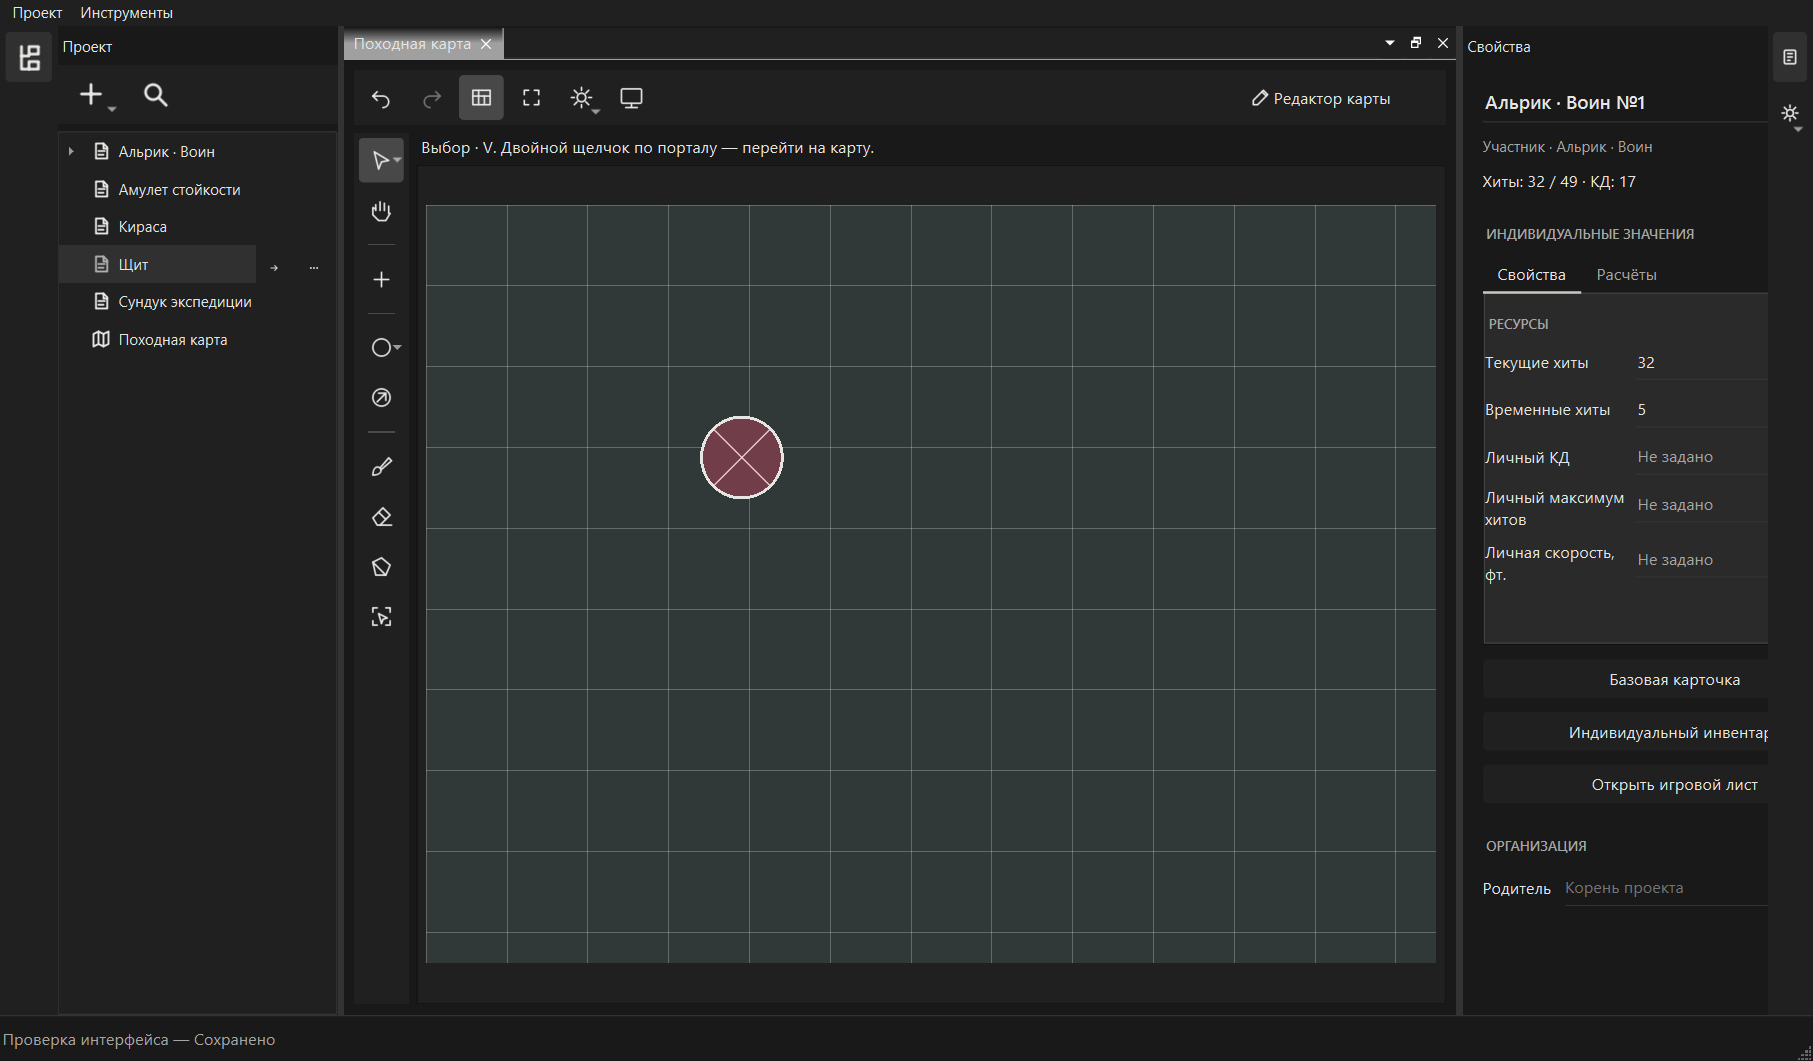 Проект Инструменты
Проект
Альрик · Воин
Амулет стойкости
Кираса
Щит
Сундук экспедиции
Походная карта
Походная карта
Редактор карты
Выбор · V. Двойной щелчок по порталу — перейти на карту.
Свойства
Альрик · Воин №1
Участник · Альрик · Воин
Хиты: 32 / 49 · КД: 17
ИНДИВИДУАЛЬНЫЕ ЗНАЧЕНИЯ
Свойства Расчёты
РЕСУРСЫ
Текущие хиты 32
Временные хиты 5
Личный КД Не задано
Личный максимум хитов Не задано
Личная скорость, фт. Не задано
Базовая карточка
Индивидуальный инвентар
Открыть игровой лист
ОРГАНИЗАЦИЯ
Родитель Корень проекта
Проверка интерфейса — Сохранено